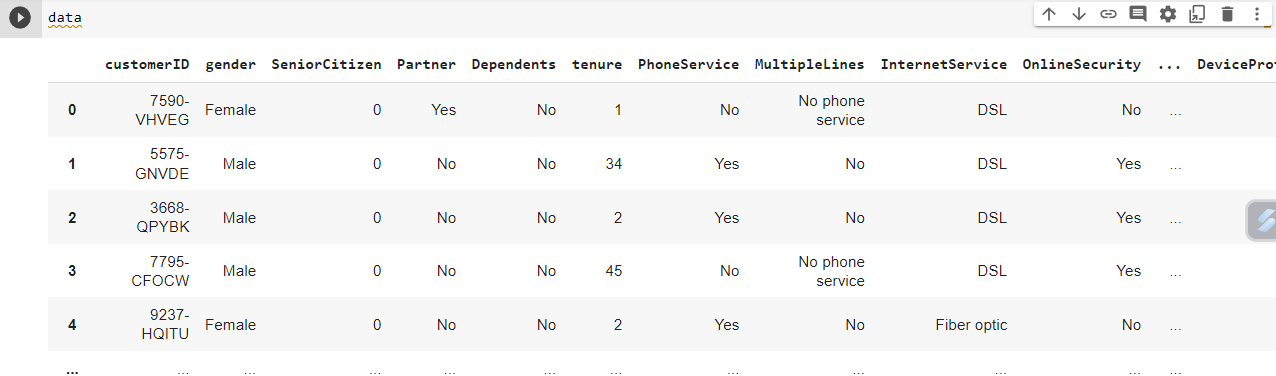 data
customerID gender SeniorCitizen Partner Dependents tenure PhoneService MultipleLines InternetService OnlineSecurity ... DeviceProt
0 7590-VHVEG Female 0 Yes No 1 No No phone service DSL No ...
1 5575-GNVDE Male 0 No No 34 Yes No DSL Yes ...
2 3668-QPYBK Male 0 No No 2 Yes No DSL Yes ...
3 7795-CFOCW Male 0 No No 45 No No phone service DSL Yes ...
4 9237-HQITU Female 0 No No 2 Yes No Fiber optic No ...
... ... ... ... ... ... ... ... ... ... ... ...